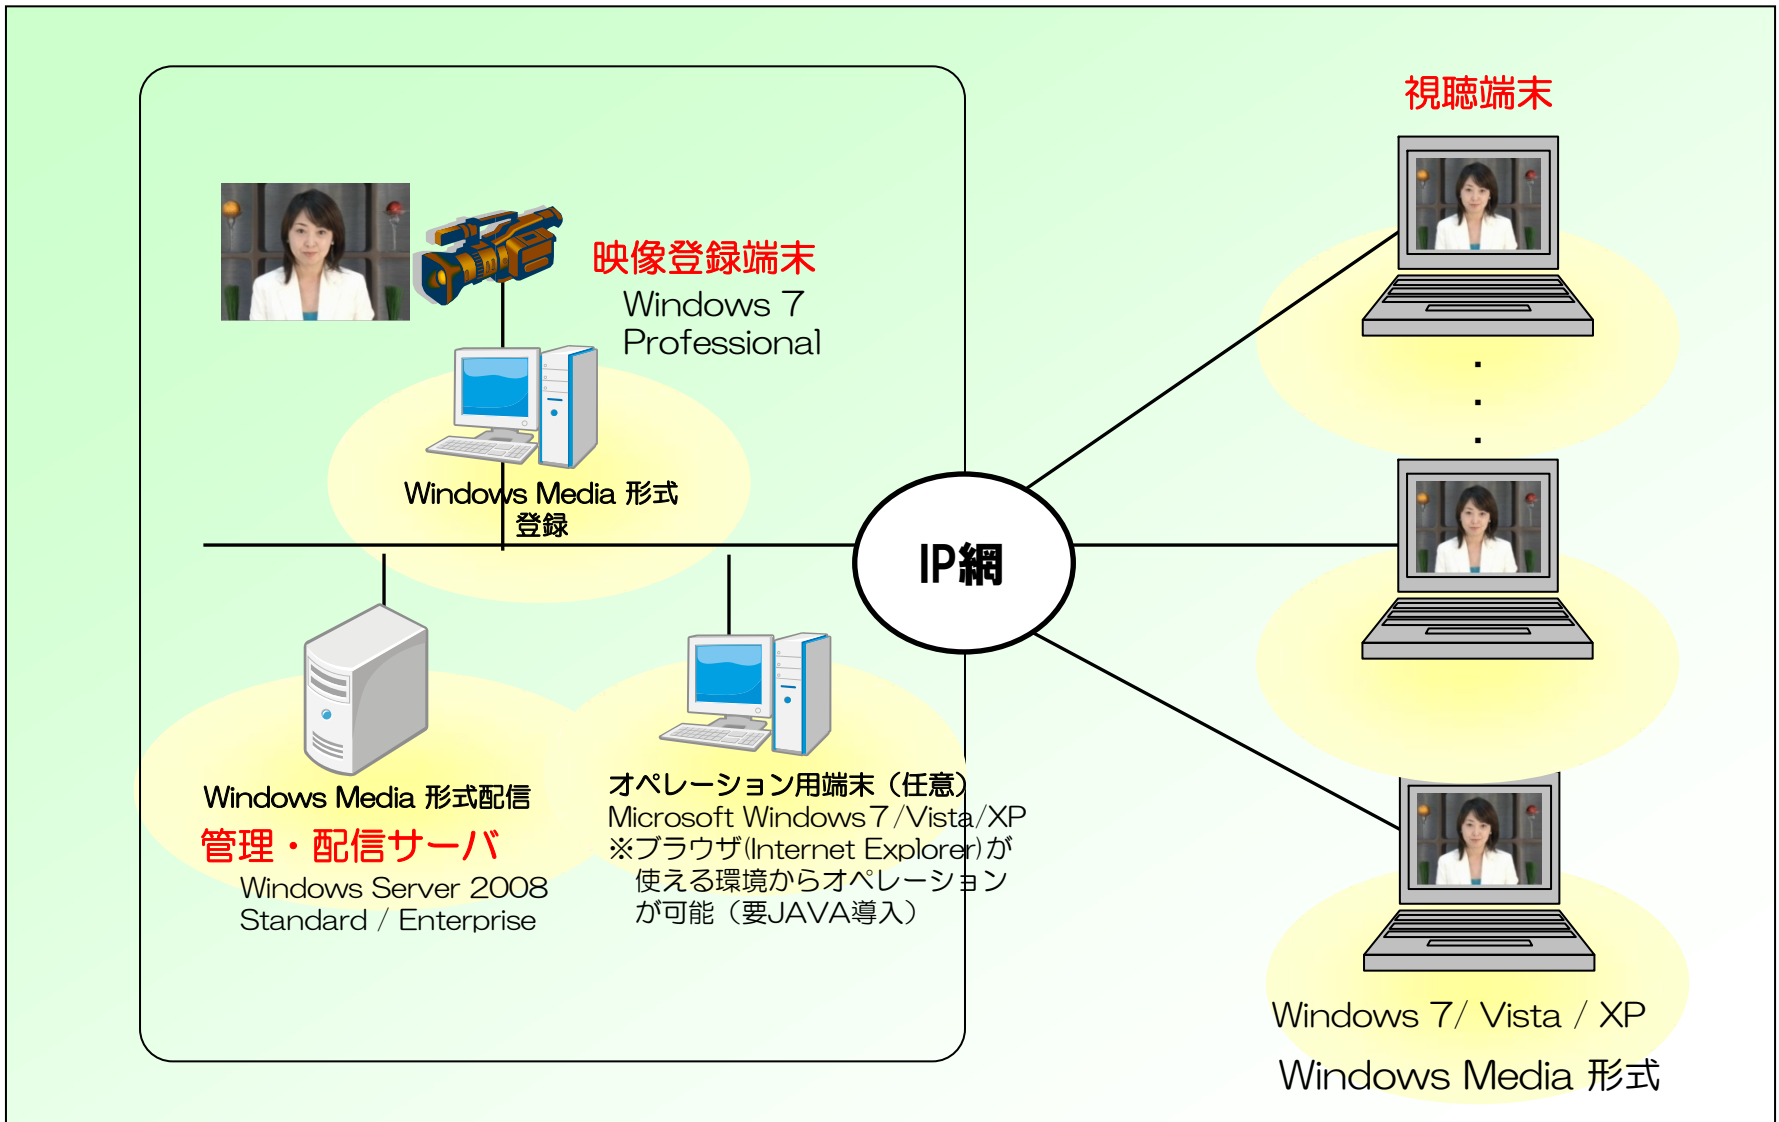 視聴端末
映像登録端末
Windows 7
Professional
Windows Media 形式
登録
IP網
Windows Media 形式配信
管理・配信サーバ
Windows Server 2008
Standard / Enterprise
オペレーション用端末（任意）
Microsoft Windows 7/Vista/XP
※ブラウザ(Internet Explorer)が
使える環境からオペレーション
が可能（要JAVA導入）
Windows 7/ Vista / XP
Windows Media 形式